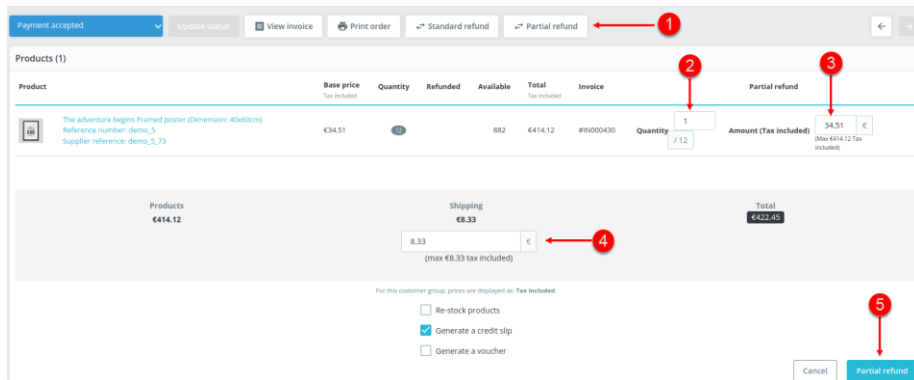 Payment accepted
Update status
View invoice
Print order
Standard refund
Partial refund
1
Products (1)
2
3
Product
Base price
Tax included
Quantity
Refunded
Available
Total
Tax included
Invoice
Partial refund
The adventure begins Framed poster (Dimension: 40x60cm)
Reference number: demo_5
Supplier reference: demo_5_73
€34.51
12
882
€414.12
#IN000430
Quantity
1
/ 12
Amount (Tax included)
34.51 €
(Max €414.12 Tax
included)
Products
€414.12
Shipping
€8.33
Total
€422.45
8.33 €
4
(max €8.33 tax included)
For this customer group, prices are displayed as: Tax included.
Re-stock products
Generate a credit slip
Generate a voucher
5
Cancel
Partial refund